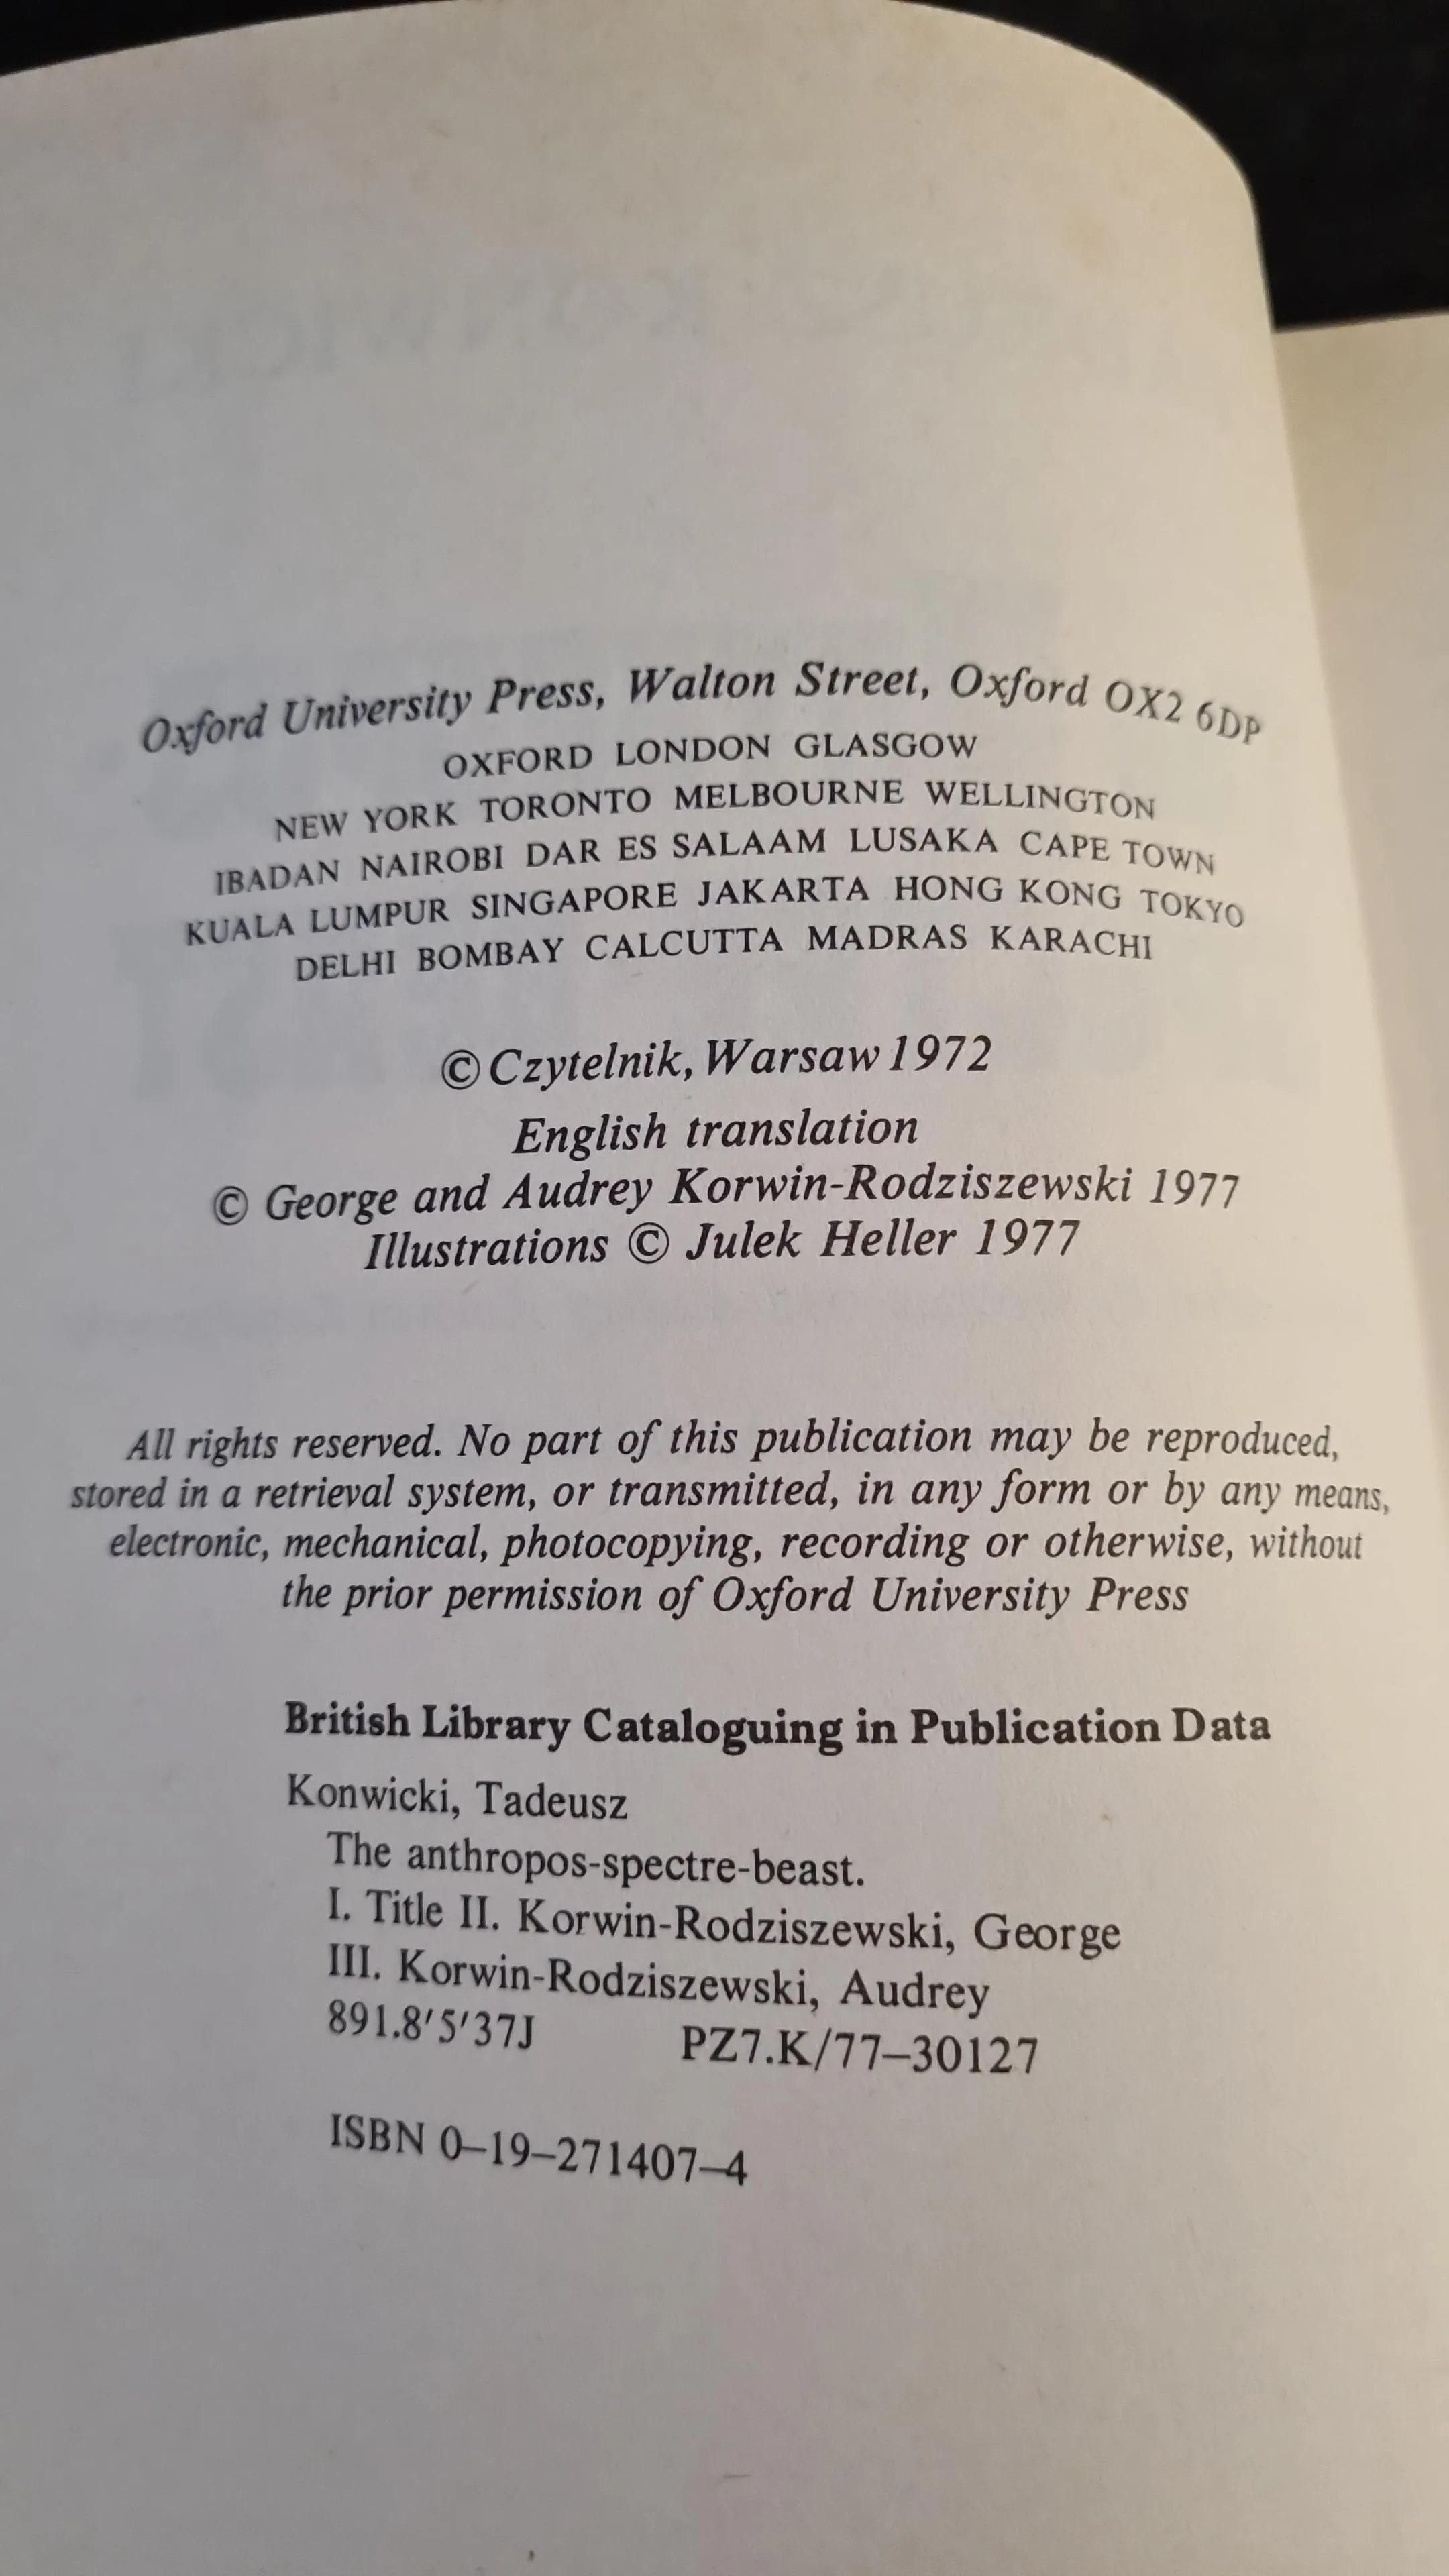 Oxford University Press, Walton Street, Oxford OX2 6DP
OXFORD LONDON GLASGOW
NEW YORK TORONTO MELBOURNE WELLINGTON
IBADAN NAIROBI DAR ES SALAAM LUSAKA CAPE TOWN
KUALA LUMPUR SINGAPORE JAKARTA HONG KONG TOKYO
DELHI BOMBAY CALCUTTA MADRAS KARACHI
© Czytelnik, Warsaw 1972
English translation
© George and Audrey Korwin-Rodziszewski 1977
Illustrations © Julek Heller 1977
All rights reserved. No part of this publication may be reproduced,
stored in a retrieval system, or transmitted, in any form or by any means,
electronic, mechanical, photocopying, recording or otherwise, without
the prior permission of Oxford University Press
British Library Cataloguing in Publication Data
Konwicki, Tadeusz
The anthropos-spectre-beast.
I. Title II. Korwin-Rodziszewski, George
III. Korwin-Rodziszewski, Audrey
891.8'5'37J PZ7.K/77–30127
ISBN 0–19–271407–4